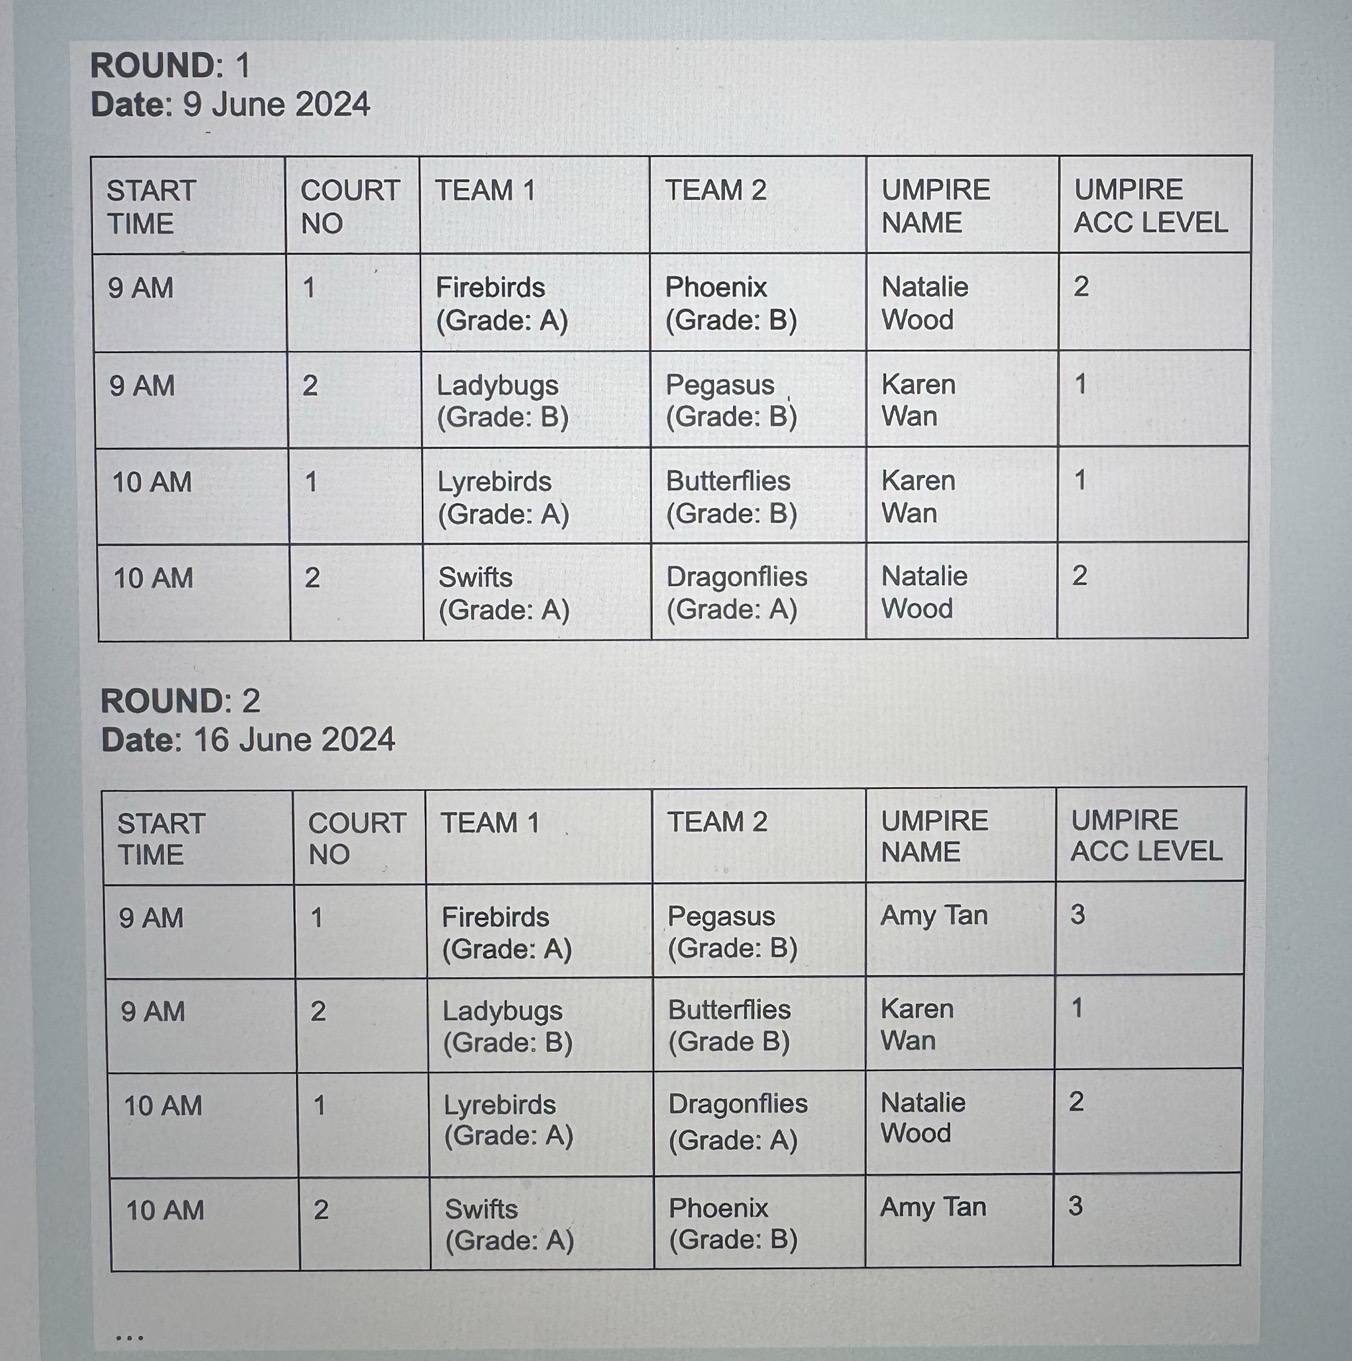 ROUND: 1
Date: 9 June 2024
START TIME COURT NO TEAM 1 TEAM 2 UMPIRE NAME UMPIRE ACC LEVEL
9 AM 1 Firebirds (Grade: A) Phoenix (Grade: B) Natalie Wood 2
9 AM 2 Ladybugs (Grade: B) Pegasus (Grade: B) Karen Wan 1
10 AM 1 Lyrebirds (Grade: A) Butterflies (Grade: B) Karen Wan 1
10 AM 2 Swifts (Grade: A) Dragonflies (Grade: A) Natalie Wood 2
ROUND: 2
Date: 16 June 2024
START TIME COURT NO TEAM 1 TEAM 2 UMPIRE NAME UMPIRE ACC LEVEL
9 AM 1 Firebirds (Grade: A) Pegasus (Grade: B) Amy Tan 3
9 AM 2 Ladybugs (Grade: B) Butterflies (Grade B) Karen Wan 1
10 AM 1 Lyrebirds (Grade: A) Dragonflies (Grade: A) Natalie Wood 2
10 AM 2 Swifts (Grade: A) Phoenix (Grade: B) Amy Tan 3
...